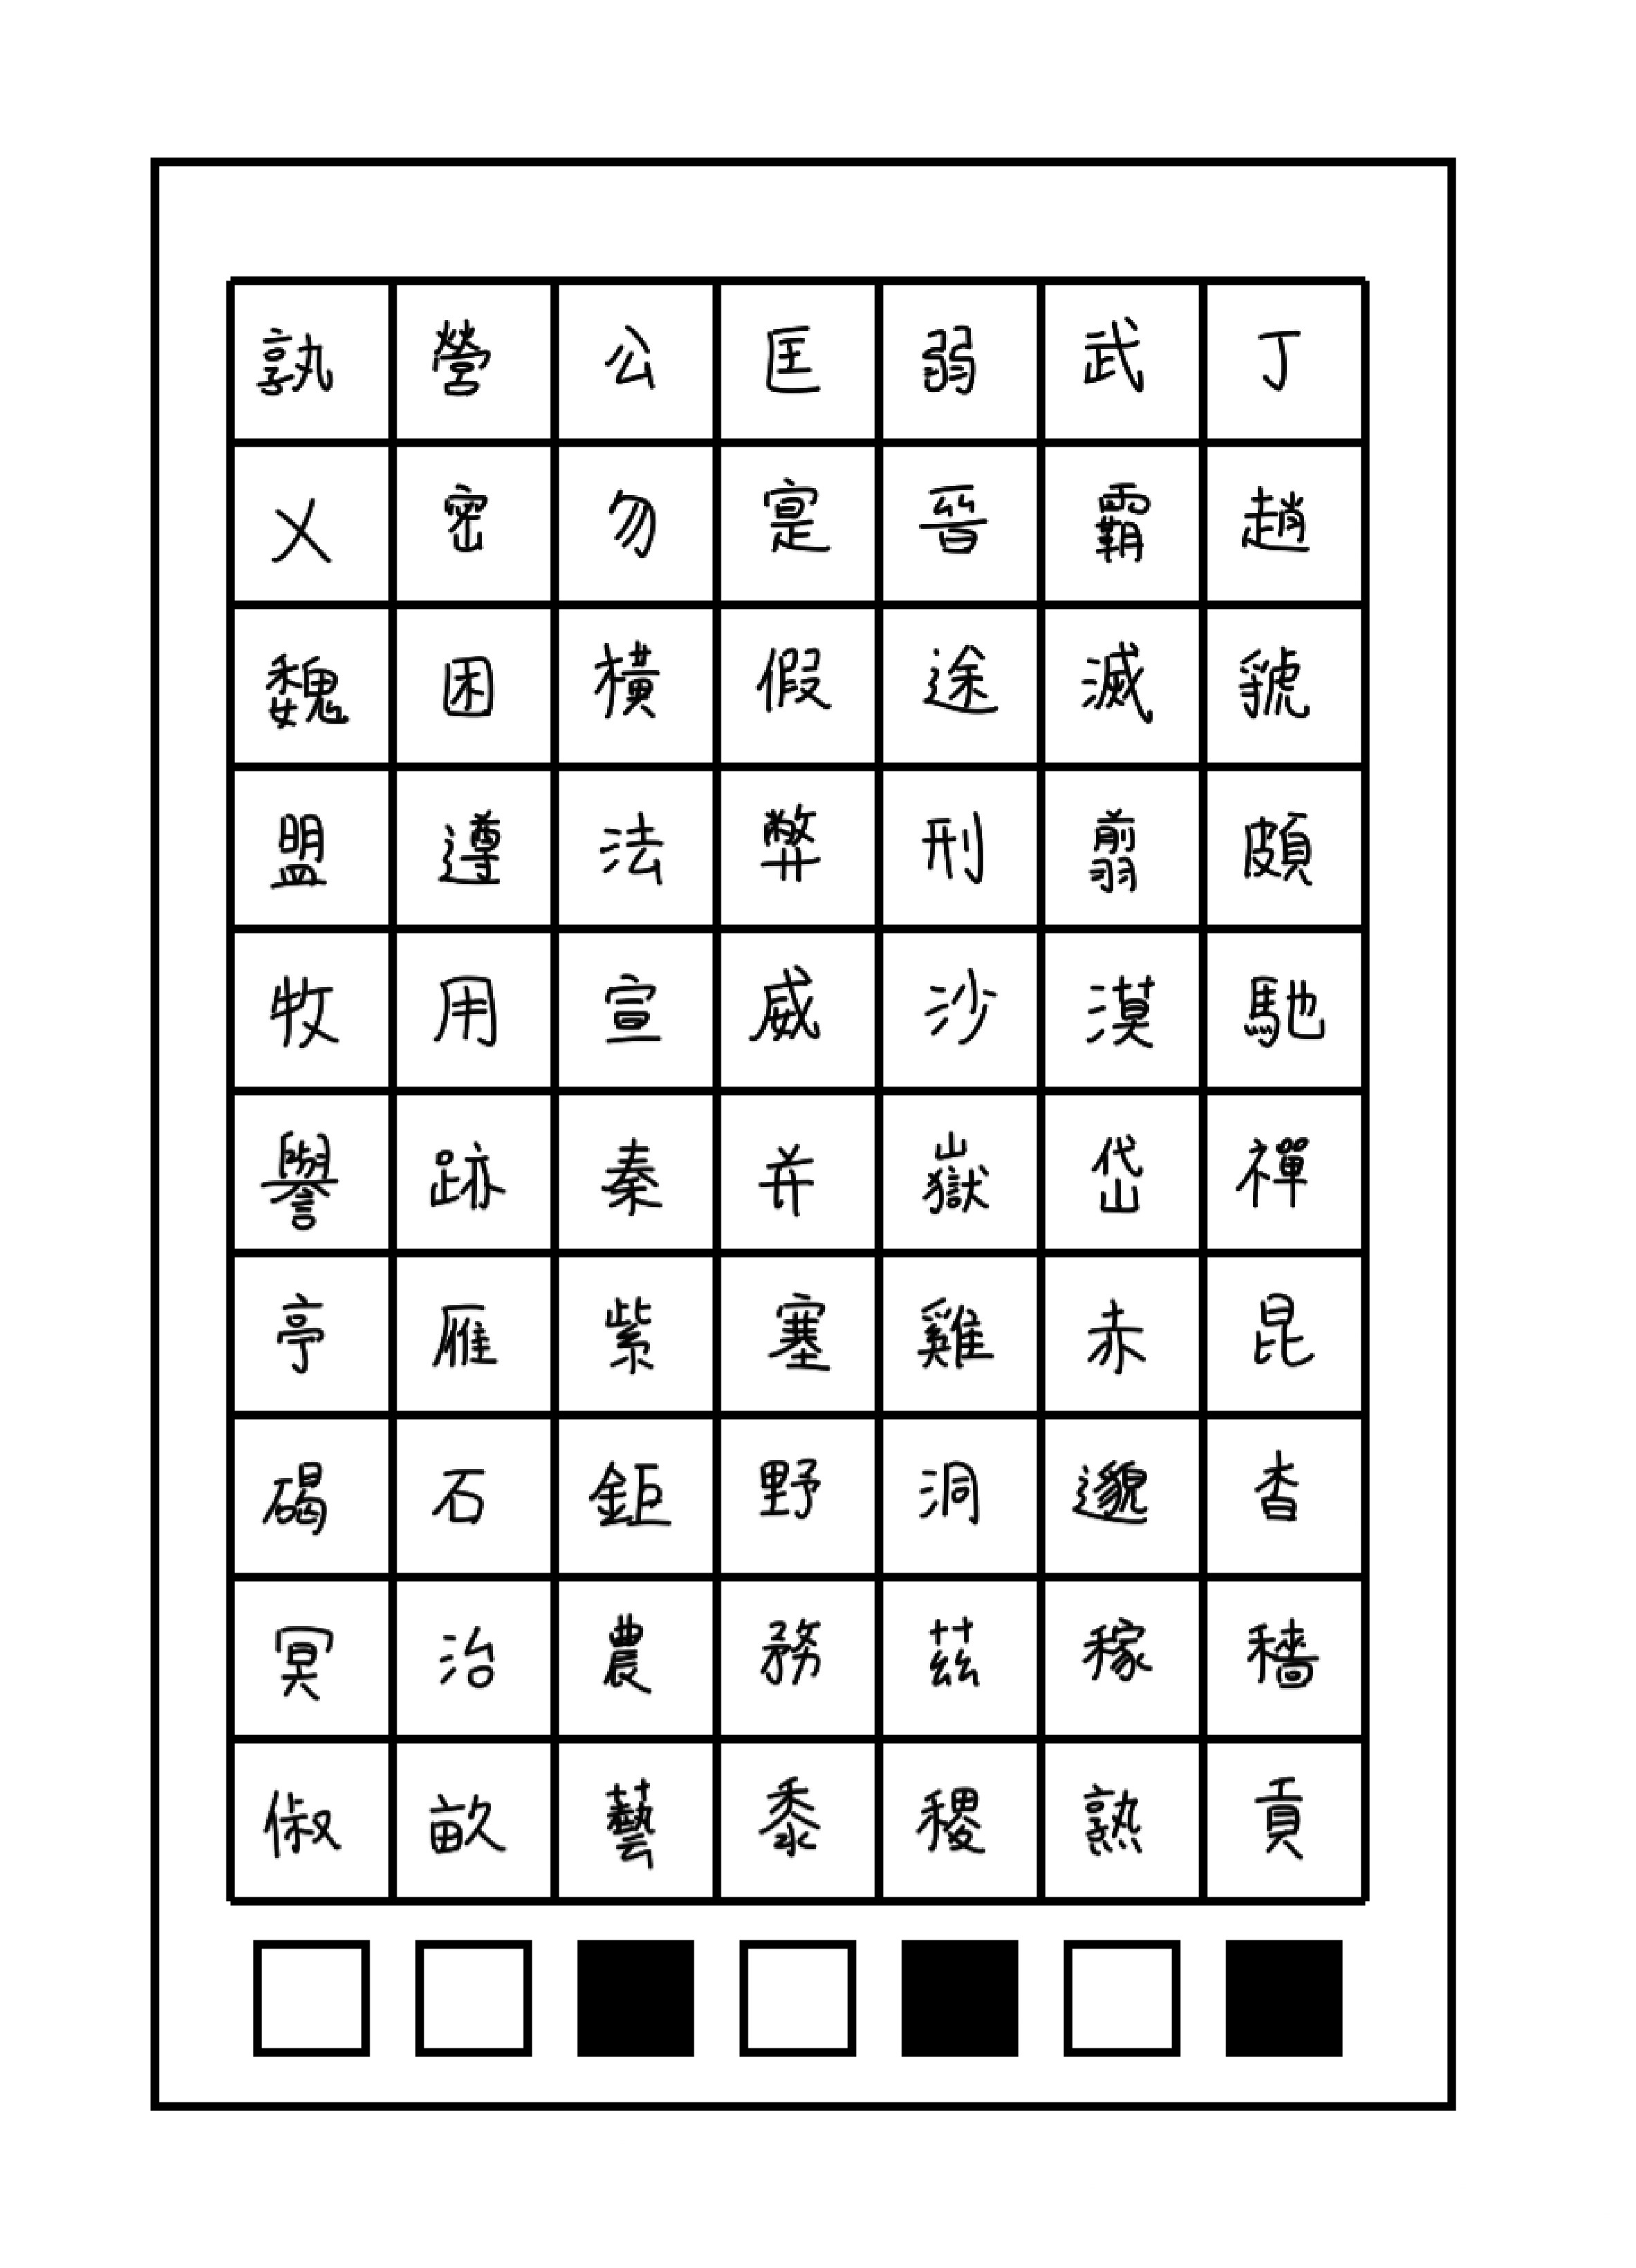 孰 營 公 匡 弱 武 丁
乂 密 勿 寔 晉 霸 趙
魏 困 橫 假 途 滅 虢
盟 遵 法 弊 刑 翦 頗
牧 用 宣 威 沙 漠 馳
譽 跡 秦 并 嶽 岱 禪
亭 雁 紫 塞 雞 赤 昆
碣 石 鉅 野 洞 邈 杳
冥 治 農 務 茲 稼 穡
俶 畝 藝 黍 稷 熟 貢